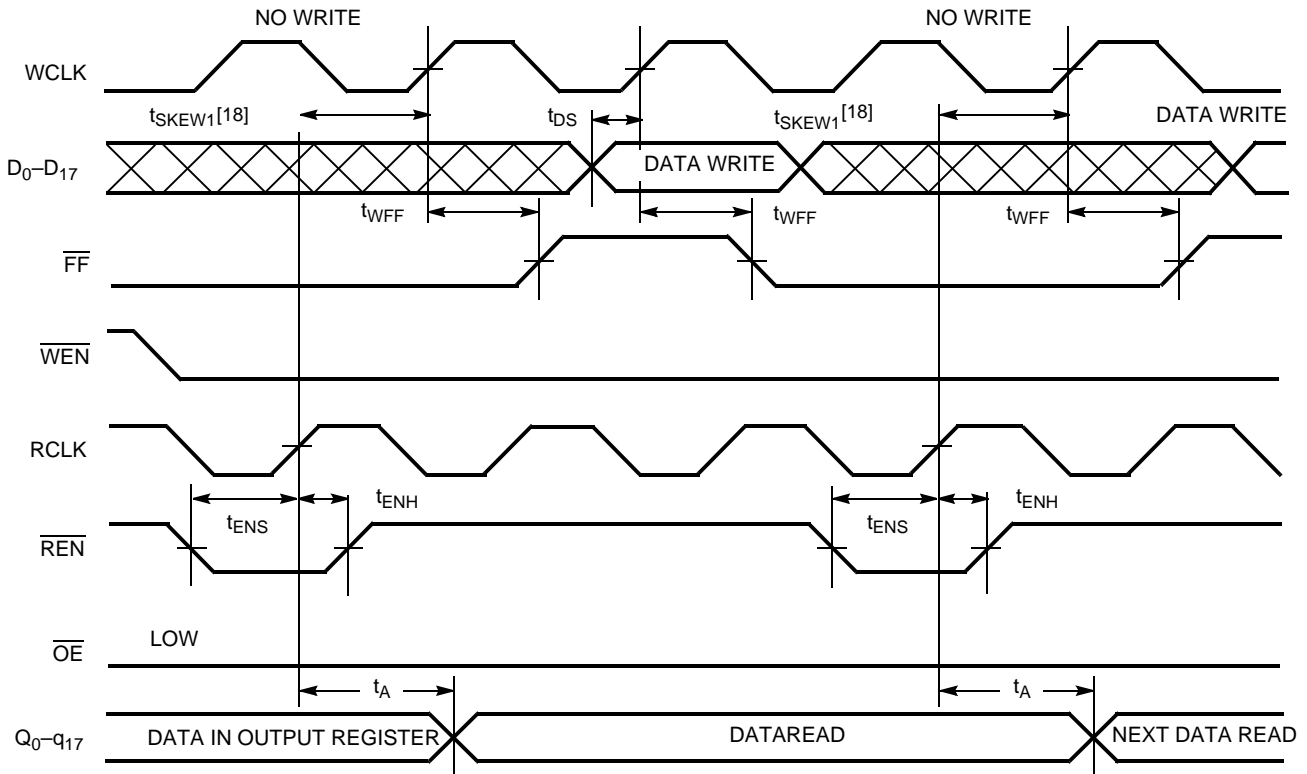 NO WRITE NO WRITE
WCLK
tSKEW1[18] tDS tSKEW1[18] DATA WRITE
D0–D17 DATA WRITE
tWFF tWFF tWFF
FF
WEN
RCLK
tENS tENH tENS tENH
REN
LOW
OE
tA tA
Q0–q17 DATA IN OUTPUT REGISTER DATAREAD NEXT DATA READ